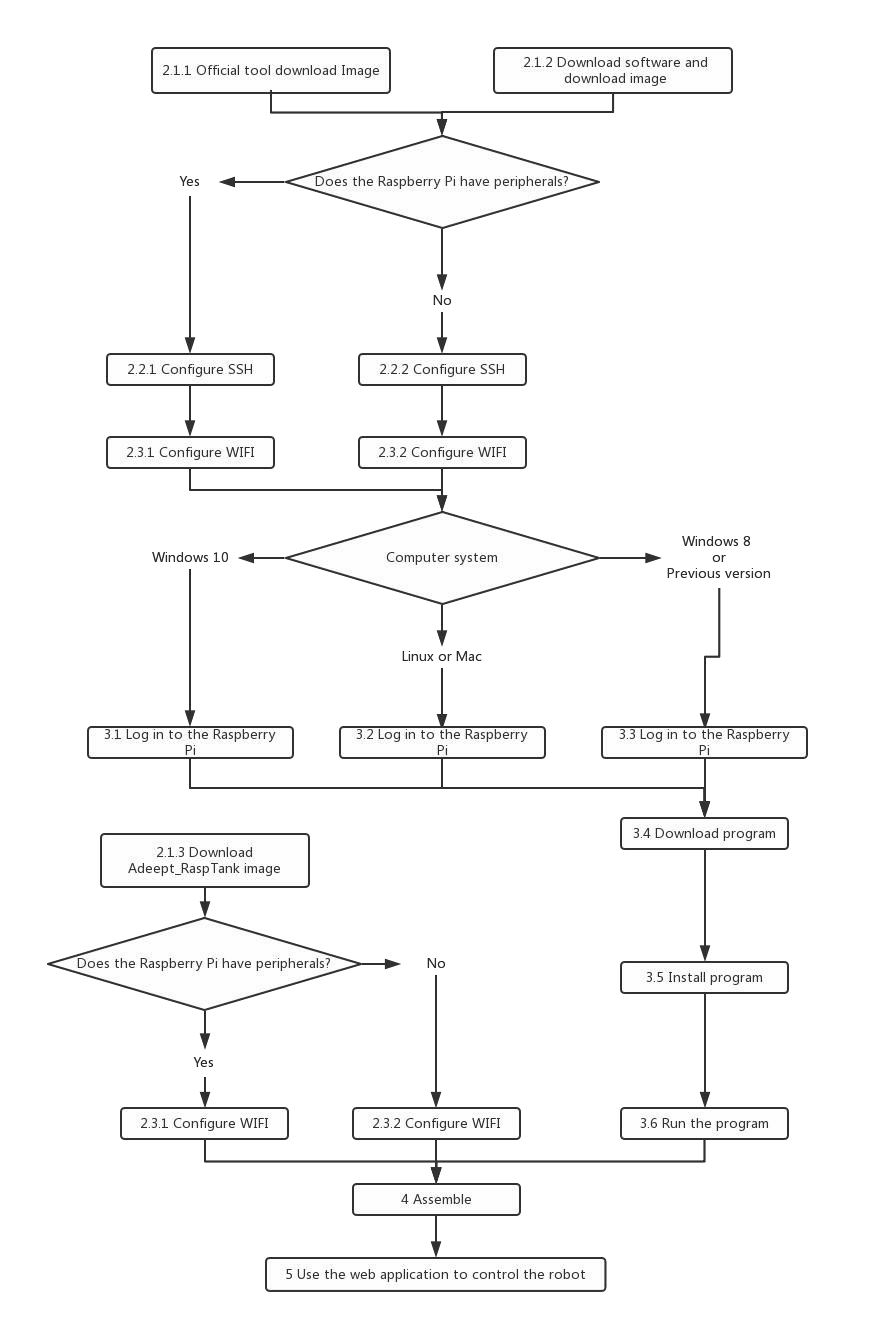 2.1.1 Official tool download Image
2.1.2 Download software and
download image
Does the Raspberry Pi have peripherals?
Yes
No
2.2.1 Configure SSH
2.2.2 Configure SSH
2.3.1 Configure WIFI
2.3.2 Configure WIFI
Computer system
Windows 10
Windows 8
or
Previous version
Linux or Mac
3.1 Log in to the Raspberry
Pi
3.2 Log in to the Raspberry
Pi
3.3 Log in to the Raspberry
Pi
3.4 Download program
2.1.3 Download
Adeept_RaspTank image
Does the Raspberry Pi have peripherals?
No
3.5 Install program
Yes
2.3.1 Configure WIFI
2.3.2 Configure WIFI
3.6 Run the program
4 Assemble
5 Use the web application to control the robot